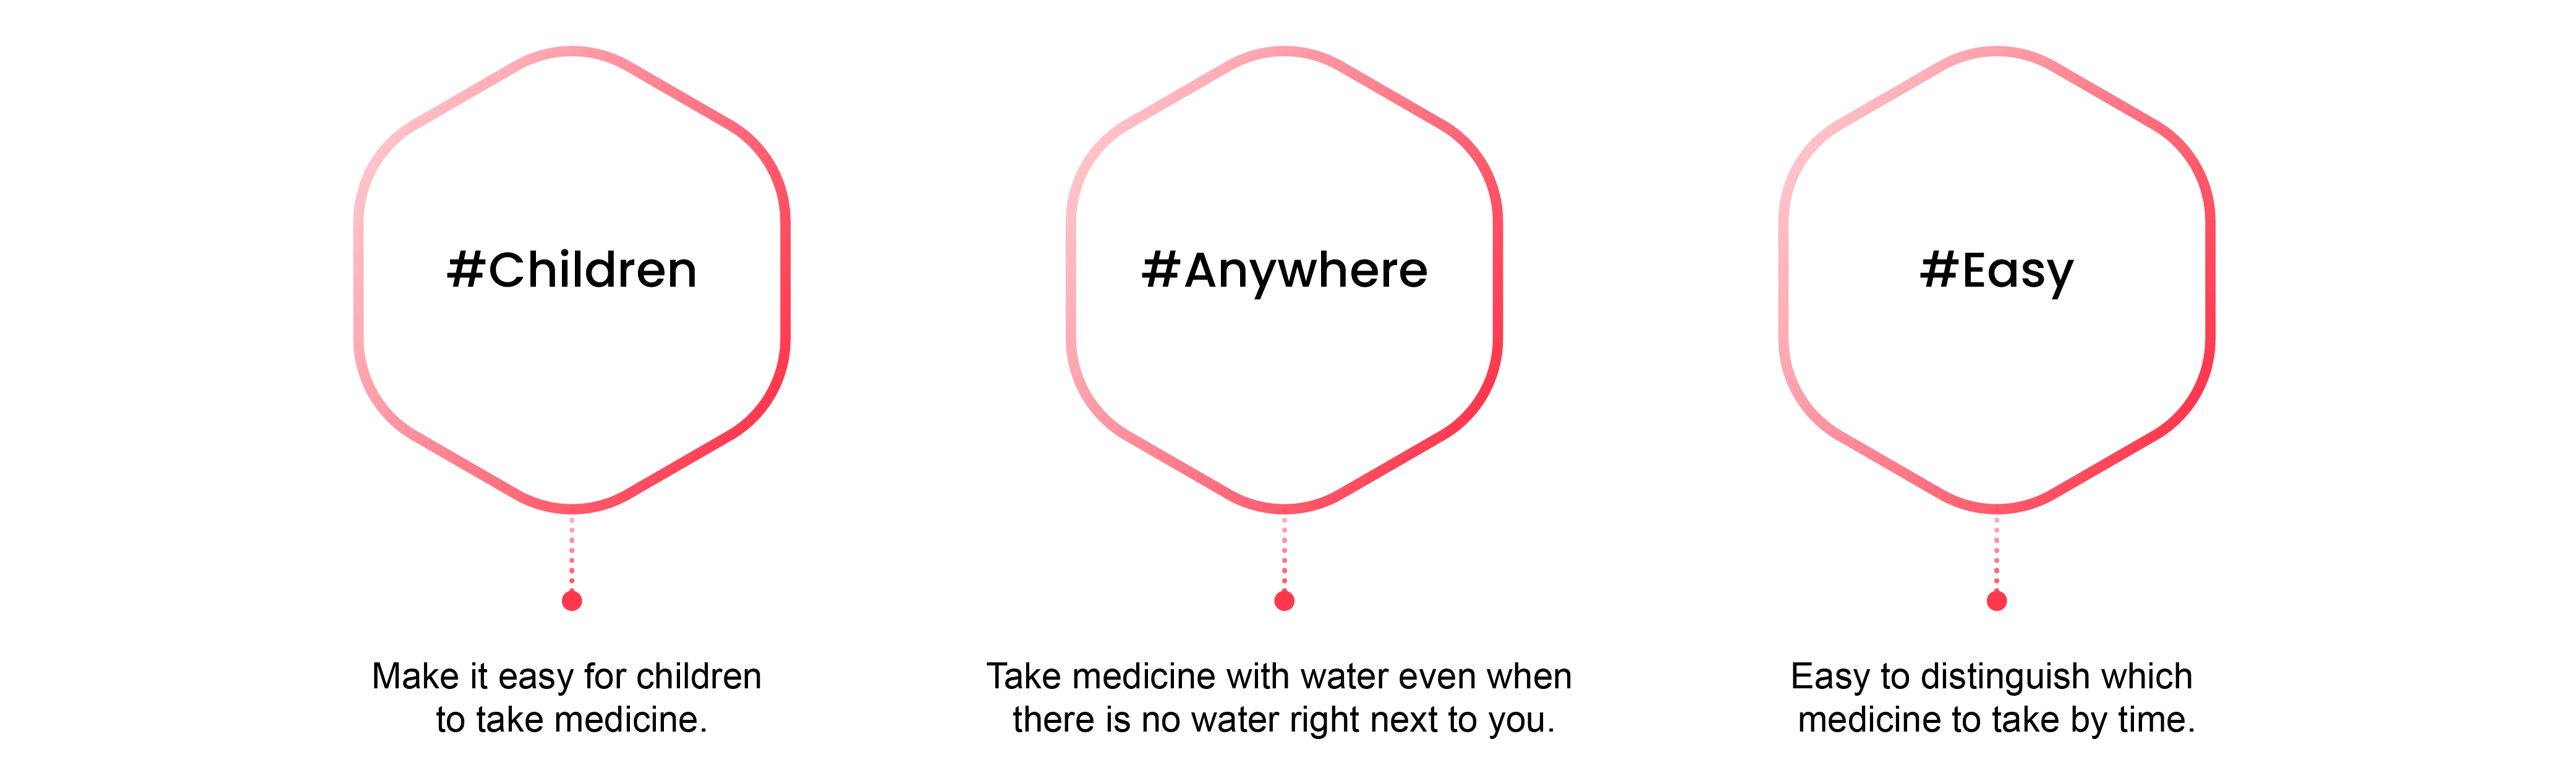 #Children
#Anywhere
#Easy
Make it easy for children
to take medicine.
Take medicine with water even when
there is no water right next to you.
Easy to distinguish which
medicine to take by time.